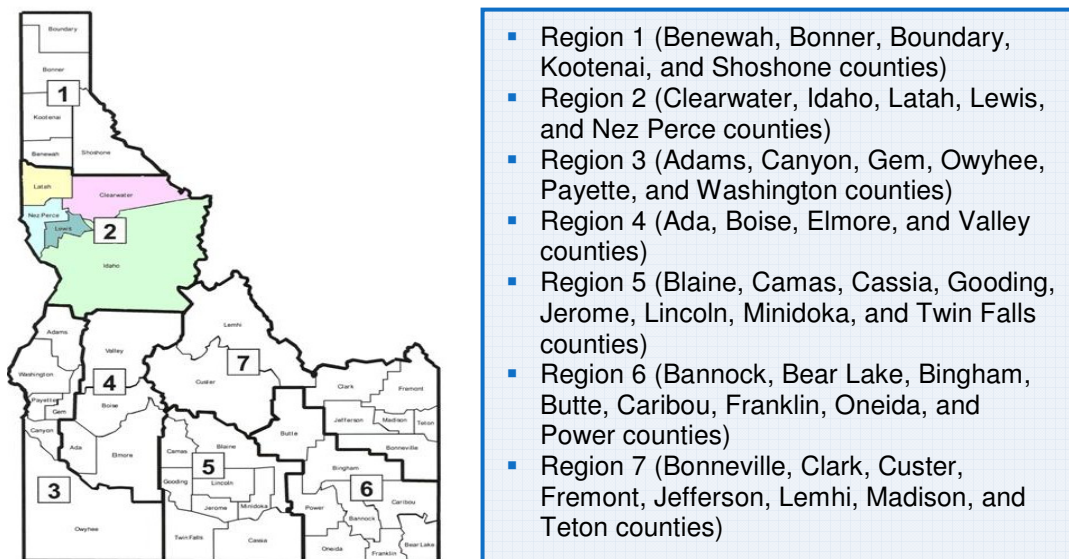 Boundary
Bonner
1
Kootenai
Benewah
Shoshone
Latah
Clearwater
Nez Perce
Lewis
2
Idaho
Adams
Valley
Lemhi
Washington
7
4
Custer
Clark
Fremont
Payette
Gem
Boise
Jefferson
Madison
Teton
Canyon
Butte
Ada
Elmore
Camas
Blaine
Bonneville
5
Bingham
Gooding
Lincoln
3
6
Caribou
Power
Jerome
Minidoka
Bannock
Owyhee
Twin Falls
Cassia
Oneida
Franklin
Bear Lake
▪ Region 1 (Benewah, Bonner, Boundary,
Kootenai, and Shoshone counties)
▪ Region 2 (Clearwater, Idaho, Latah, Lewis,
and Nez Perce counties)
▪ Region 3 (Adams, Canyon, Gem, Owyhee,
Payette, and Washington counties)
▪ Region 4 (Ada, Boise, Elmore, and Valley
counties)
▪ Region 5 (Blaine, Camas, Cassia, Gooding,
Jerome, Lincoln, Minidoka, and Twin Falls
counties)
▪ Region 6 (Bannock, Bear Lake, Bingham,
Butte, Caribou, Franklin, Oneida, and
Power counties)
▪ Region 7 (Bonneville, Clark, Custer,
Fremont, Jefferson, Lemhi, Madison, and
Teton counties)